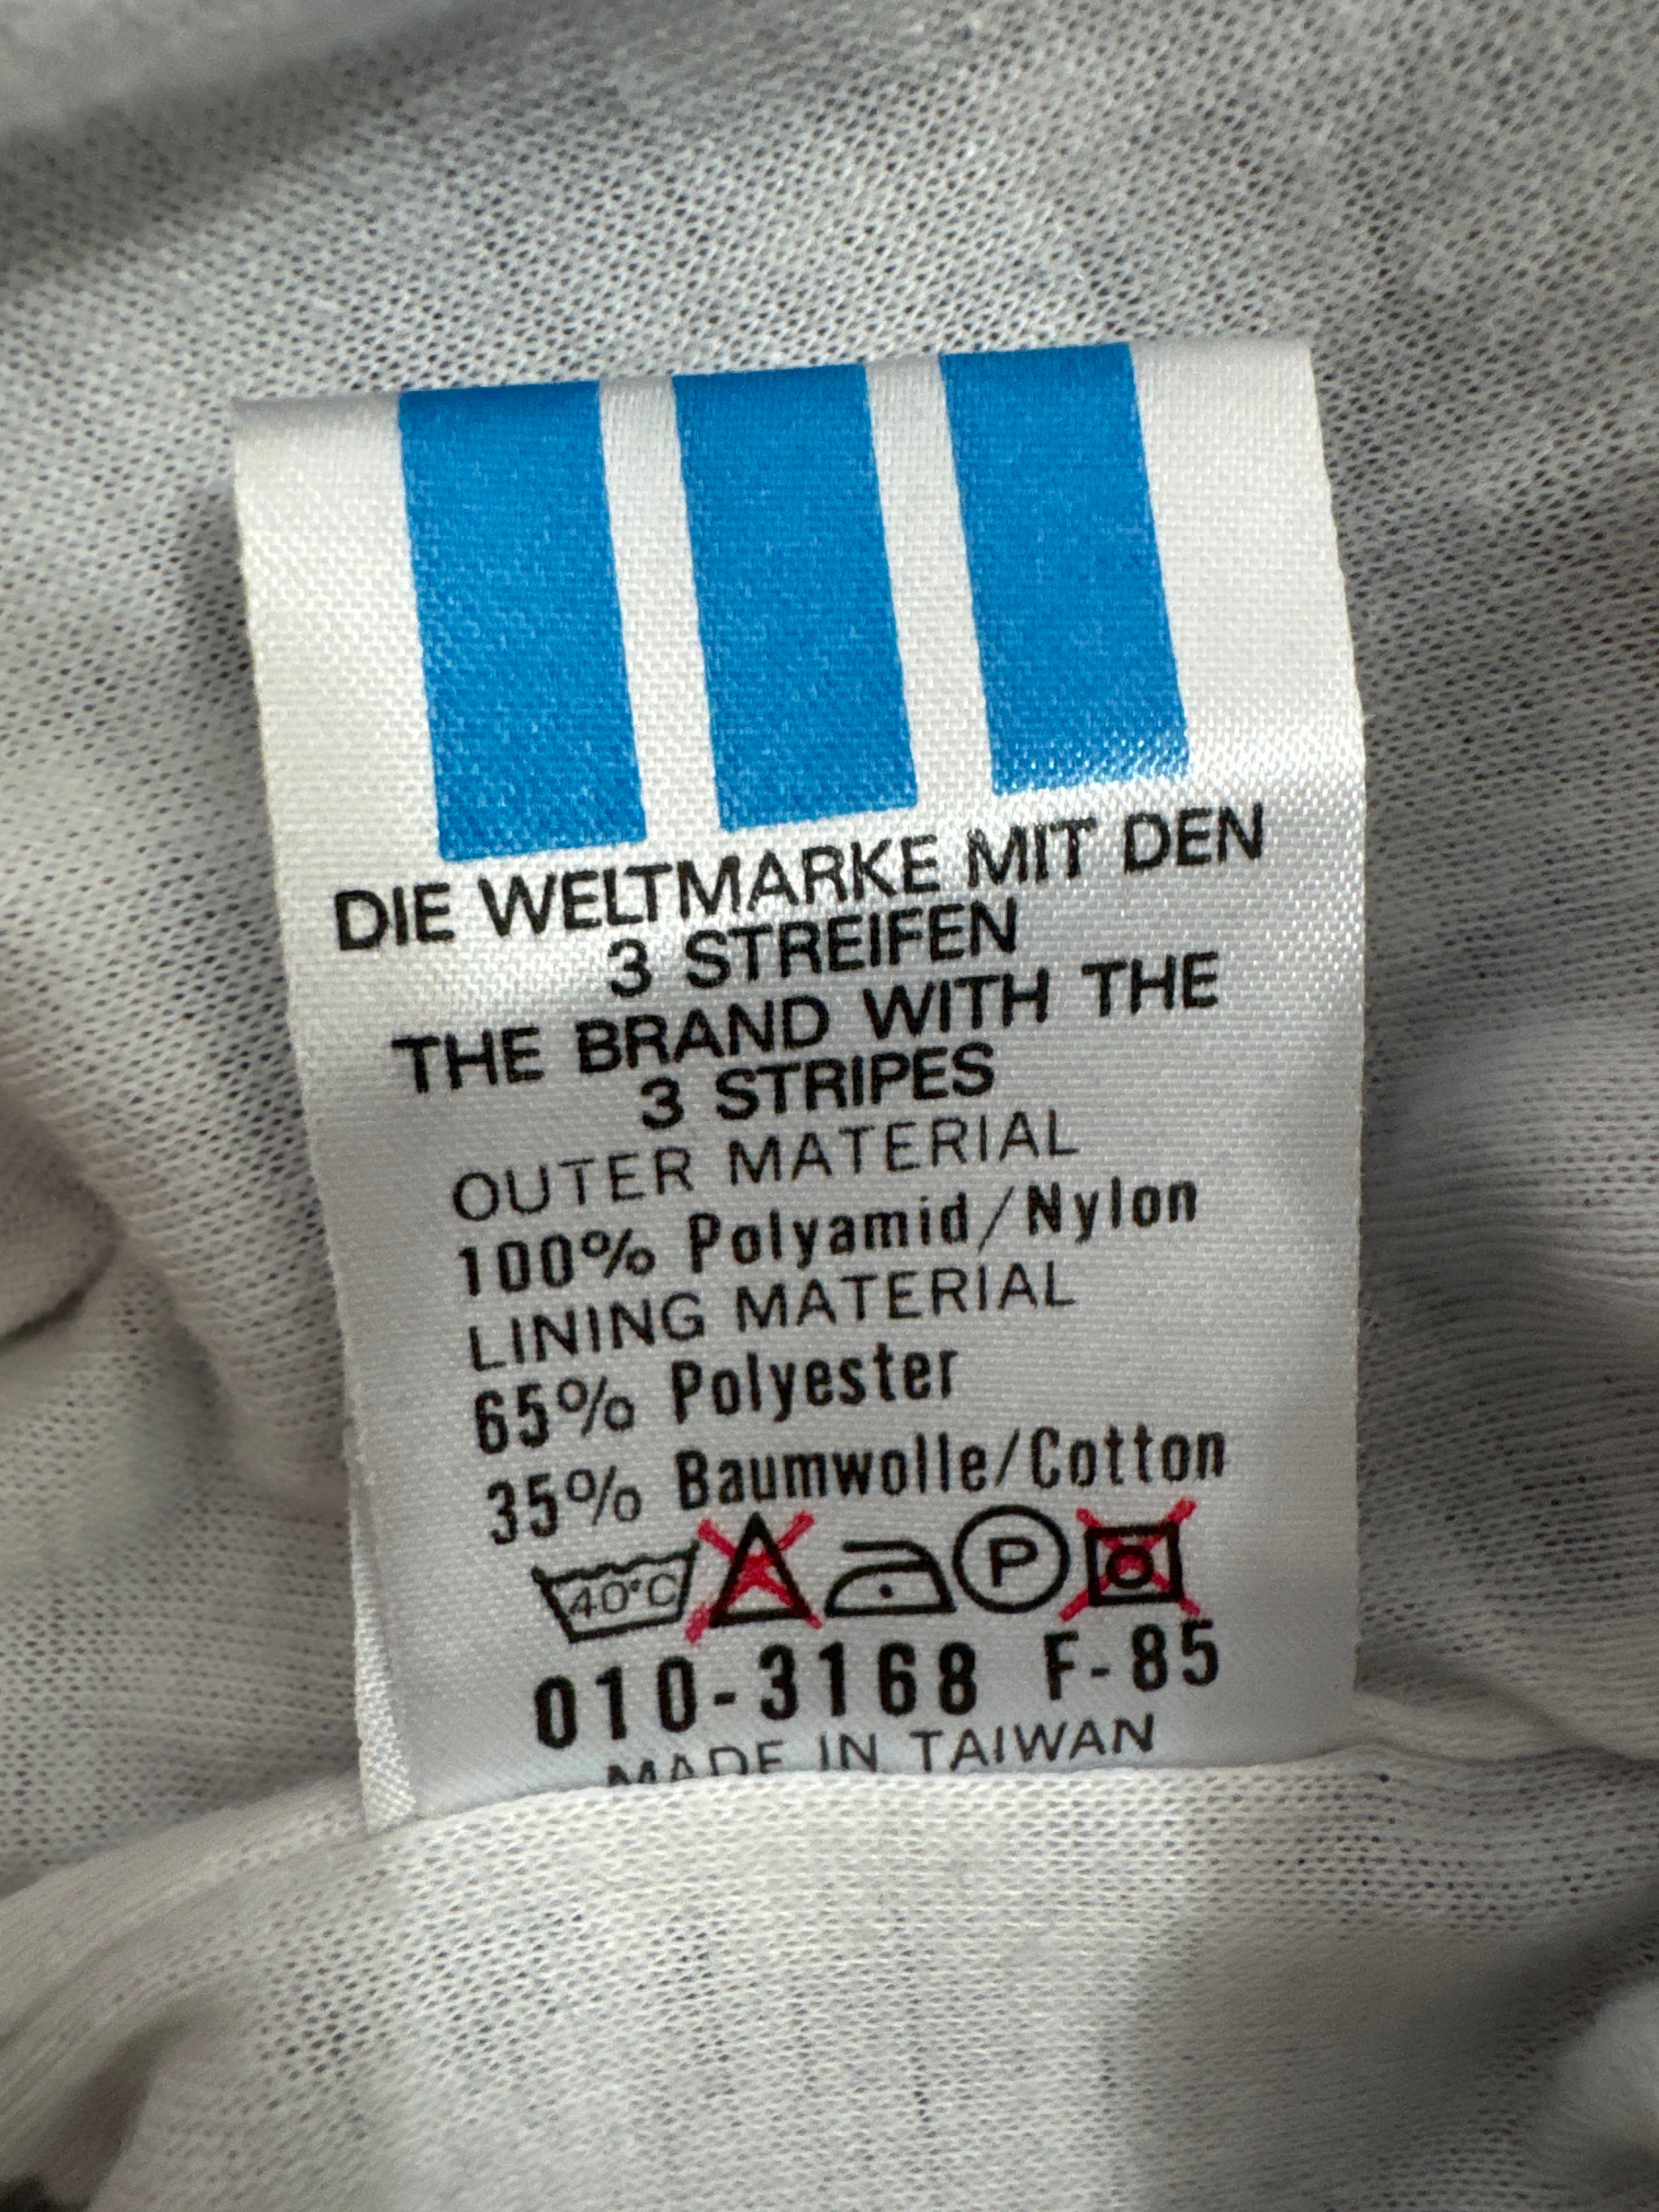 DIE WELTMARKE MIT DEN
3 STREIFEN
THE BRAND WITH THE
3 STRIPES
OUTER MATERIAL
100% Polyamid/Nylon
LINING MATERIAL
65% Polyester
35% Baumwolle/Cotton
40°C P
010-3168 F-85
MADE IN TAIWAN